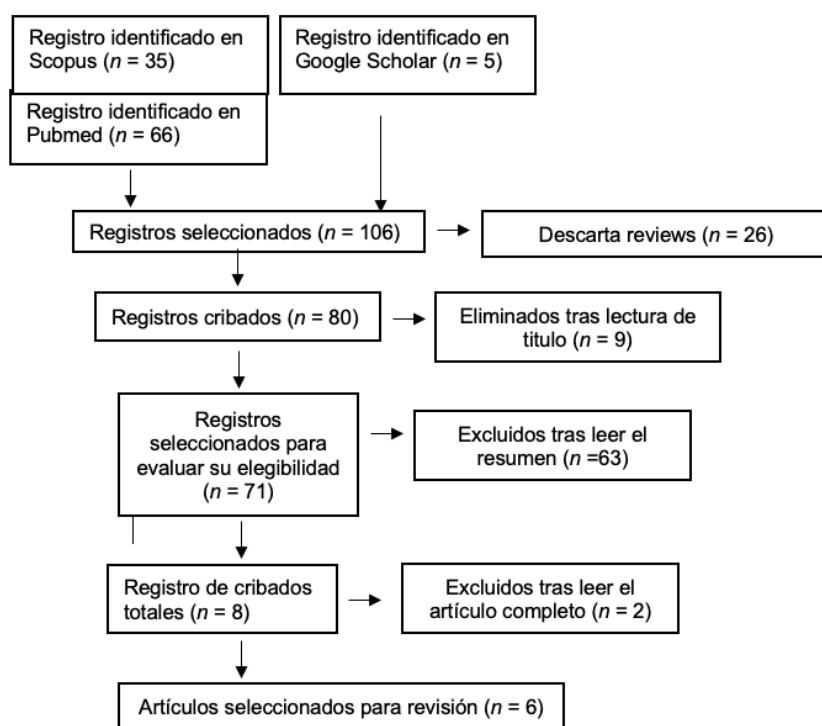 Registro identificado en
Scopus (n = 35)
Registro identificado en
Google Scholar (n = 5)
Registro identificado en
Pubmed (n = 66)
Registros seleccionados (n = 106)
Descarta reviews (n = 26)
Registros cribados (n = 80)
Eliminados tras lectura de
titulo (n = 9)
Registros
seleccionados para
evaluar su elegibilidad
(n = 71)
Excluidos tras leer el
resumen (n =63)
Registro de cribados
totales (n = 8)
Excluidos tras leer el
artículo completo (n = 2)
Artículos seleccionados para revisión (n = 6)